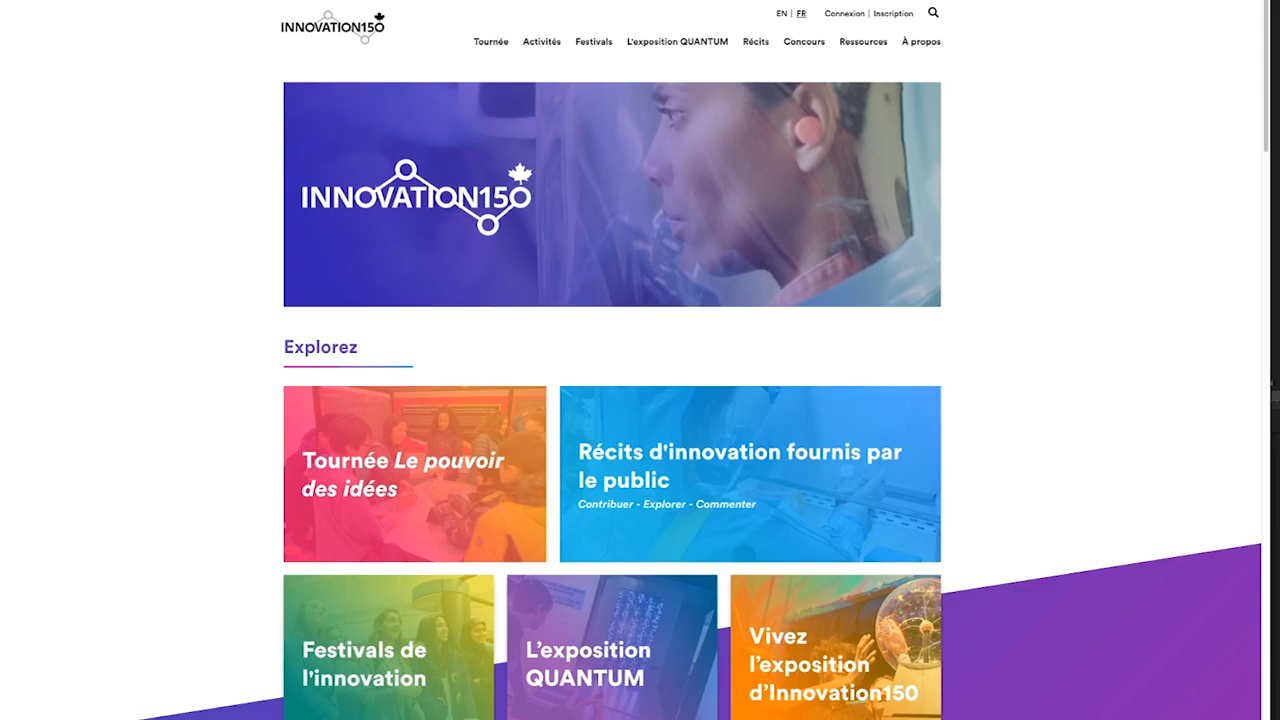 INNOVATION150
EN | FR Connexion | Inscription
Tournée Activités Festivals L'exposition QUANTUM Récits Concours Ressources À propos
INNOVATION150
Explorez
Tournée Le pouvoir
des idées
Récits d'innovation fournis par
le public
Contribuer - Explorer - Commenter
Festivals de
l'innovation
L’exposition
QUANTUM
Vivez
l’exposition
d’Innovation150